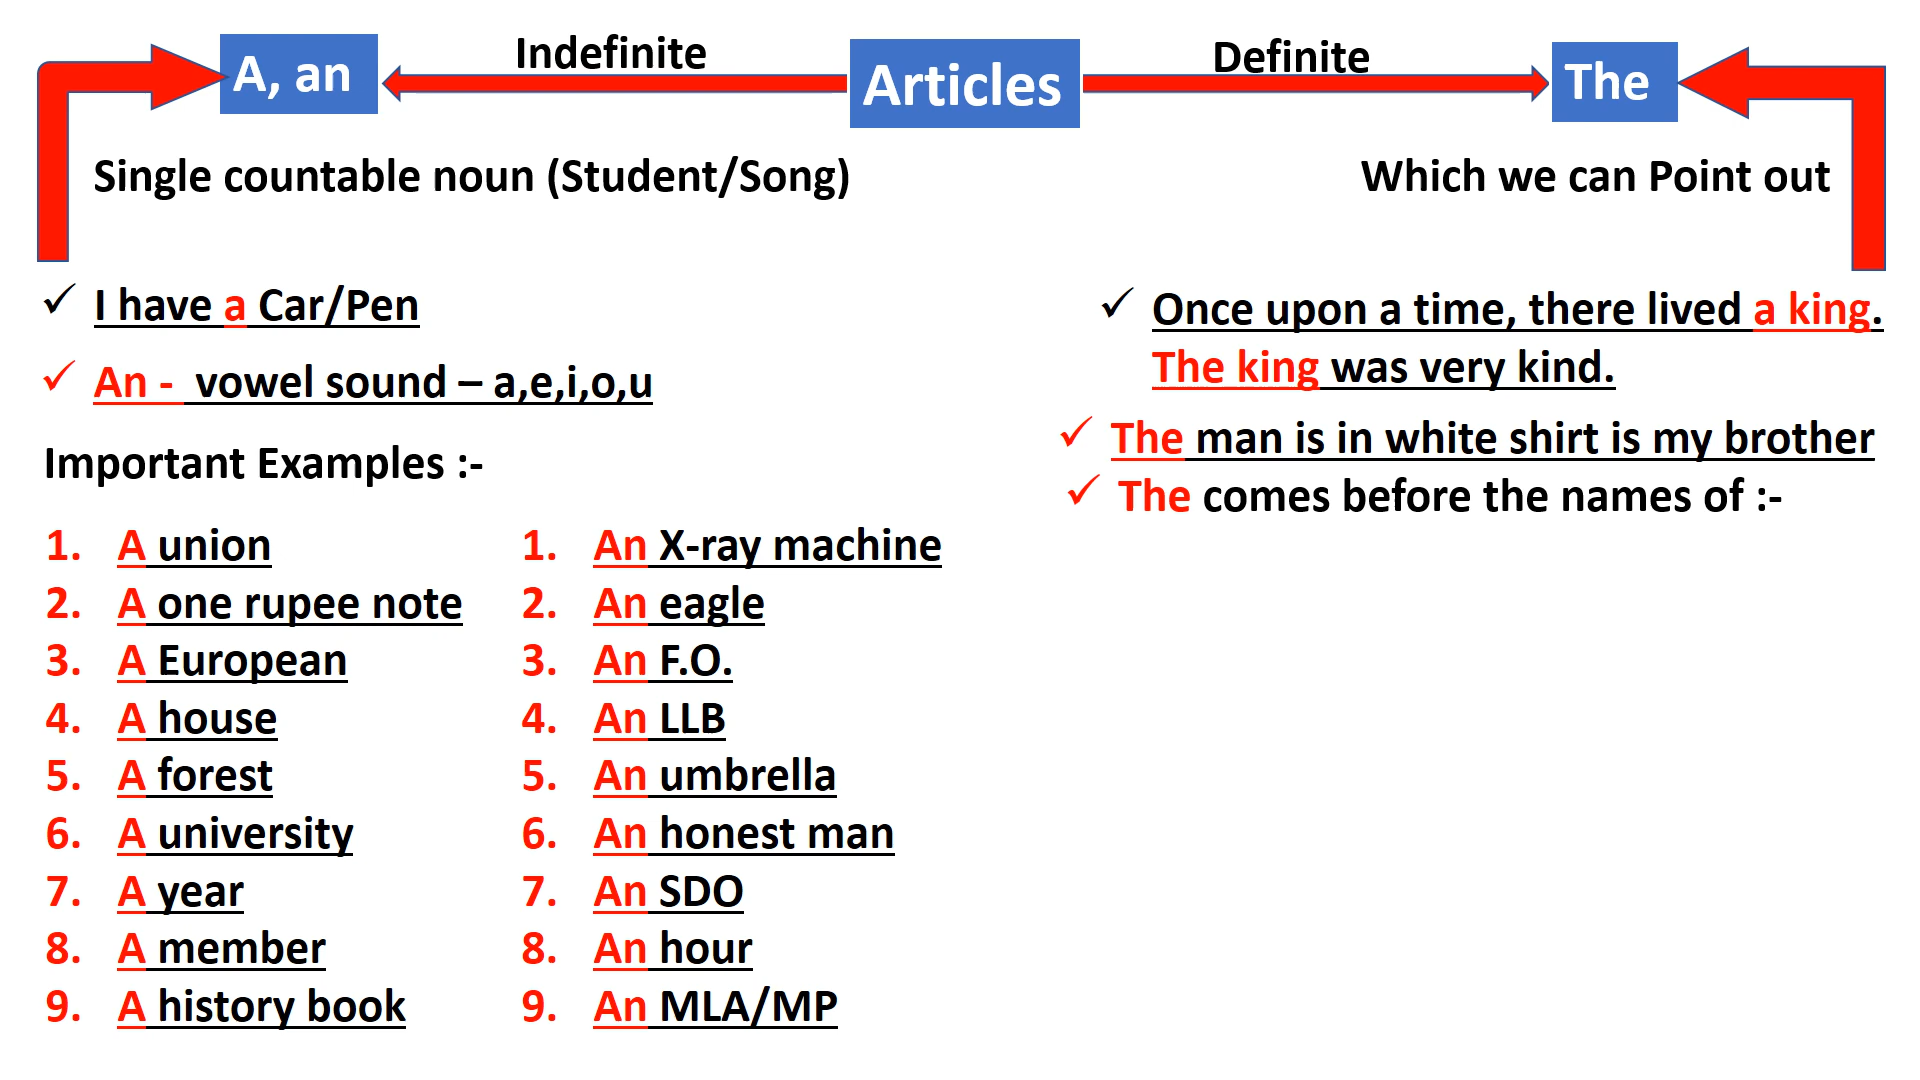 A, an
Indefinite
Articles
Definite
The
Single countable noun (Student/Song)
Which we can Point out
✓ I have a Car/Pen
✓ An - vowel sound – a,e,i,o,u
Important Examples :-
1. A union
2. A one rupee note
3. A European
4. A house
5. A forest
6. A university
7. A year
8. A member
9. A history book
1. An X-ray machine
2. An eagle
3. An F.O.
4. An LLB
5. An umbrella
6. An honest man
7. An SDO
8. An hour
9. An MLA/MP
✓ Once upon a time, there lived a king.
The king was very kind.
✓ The man is in white shirt is my brother
✓ The comes before the names of :-